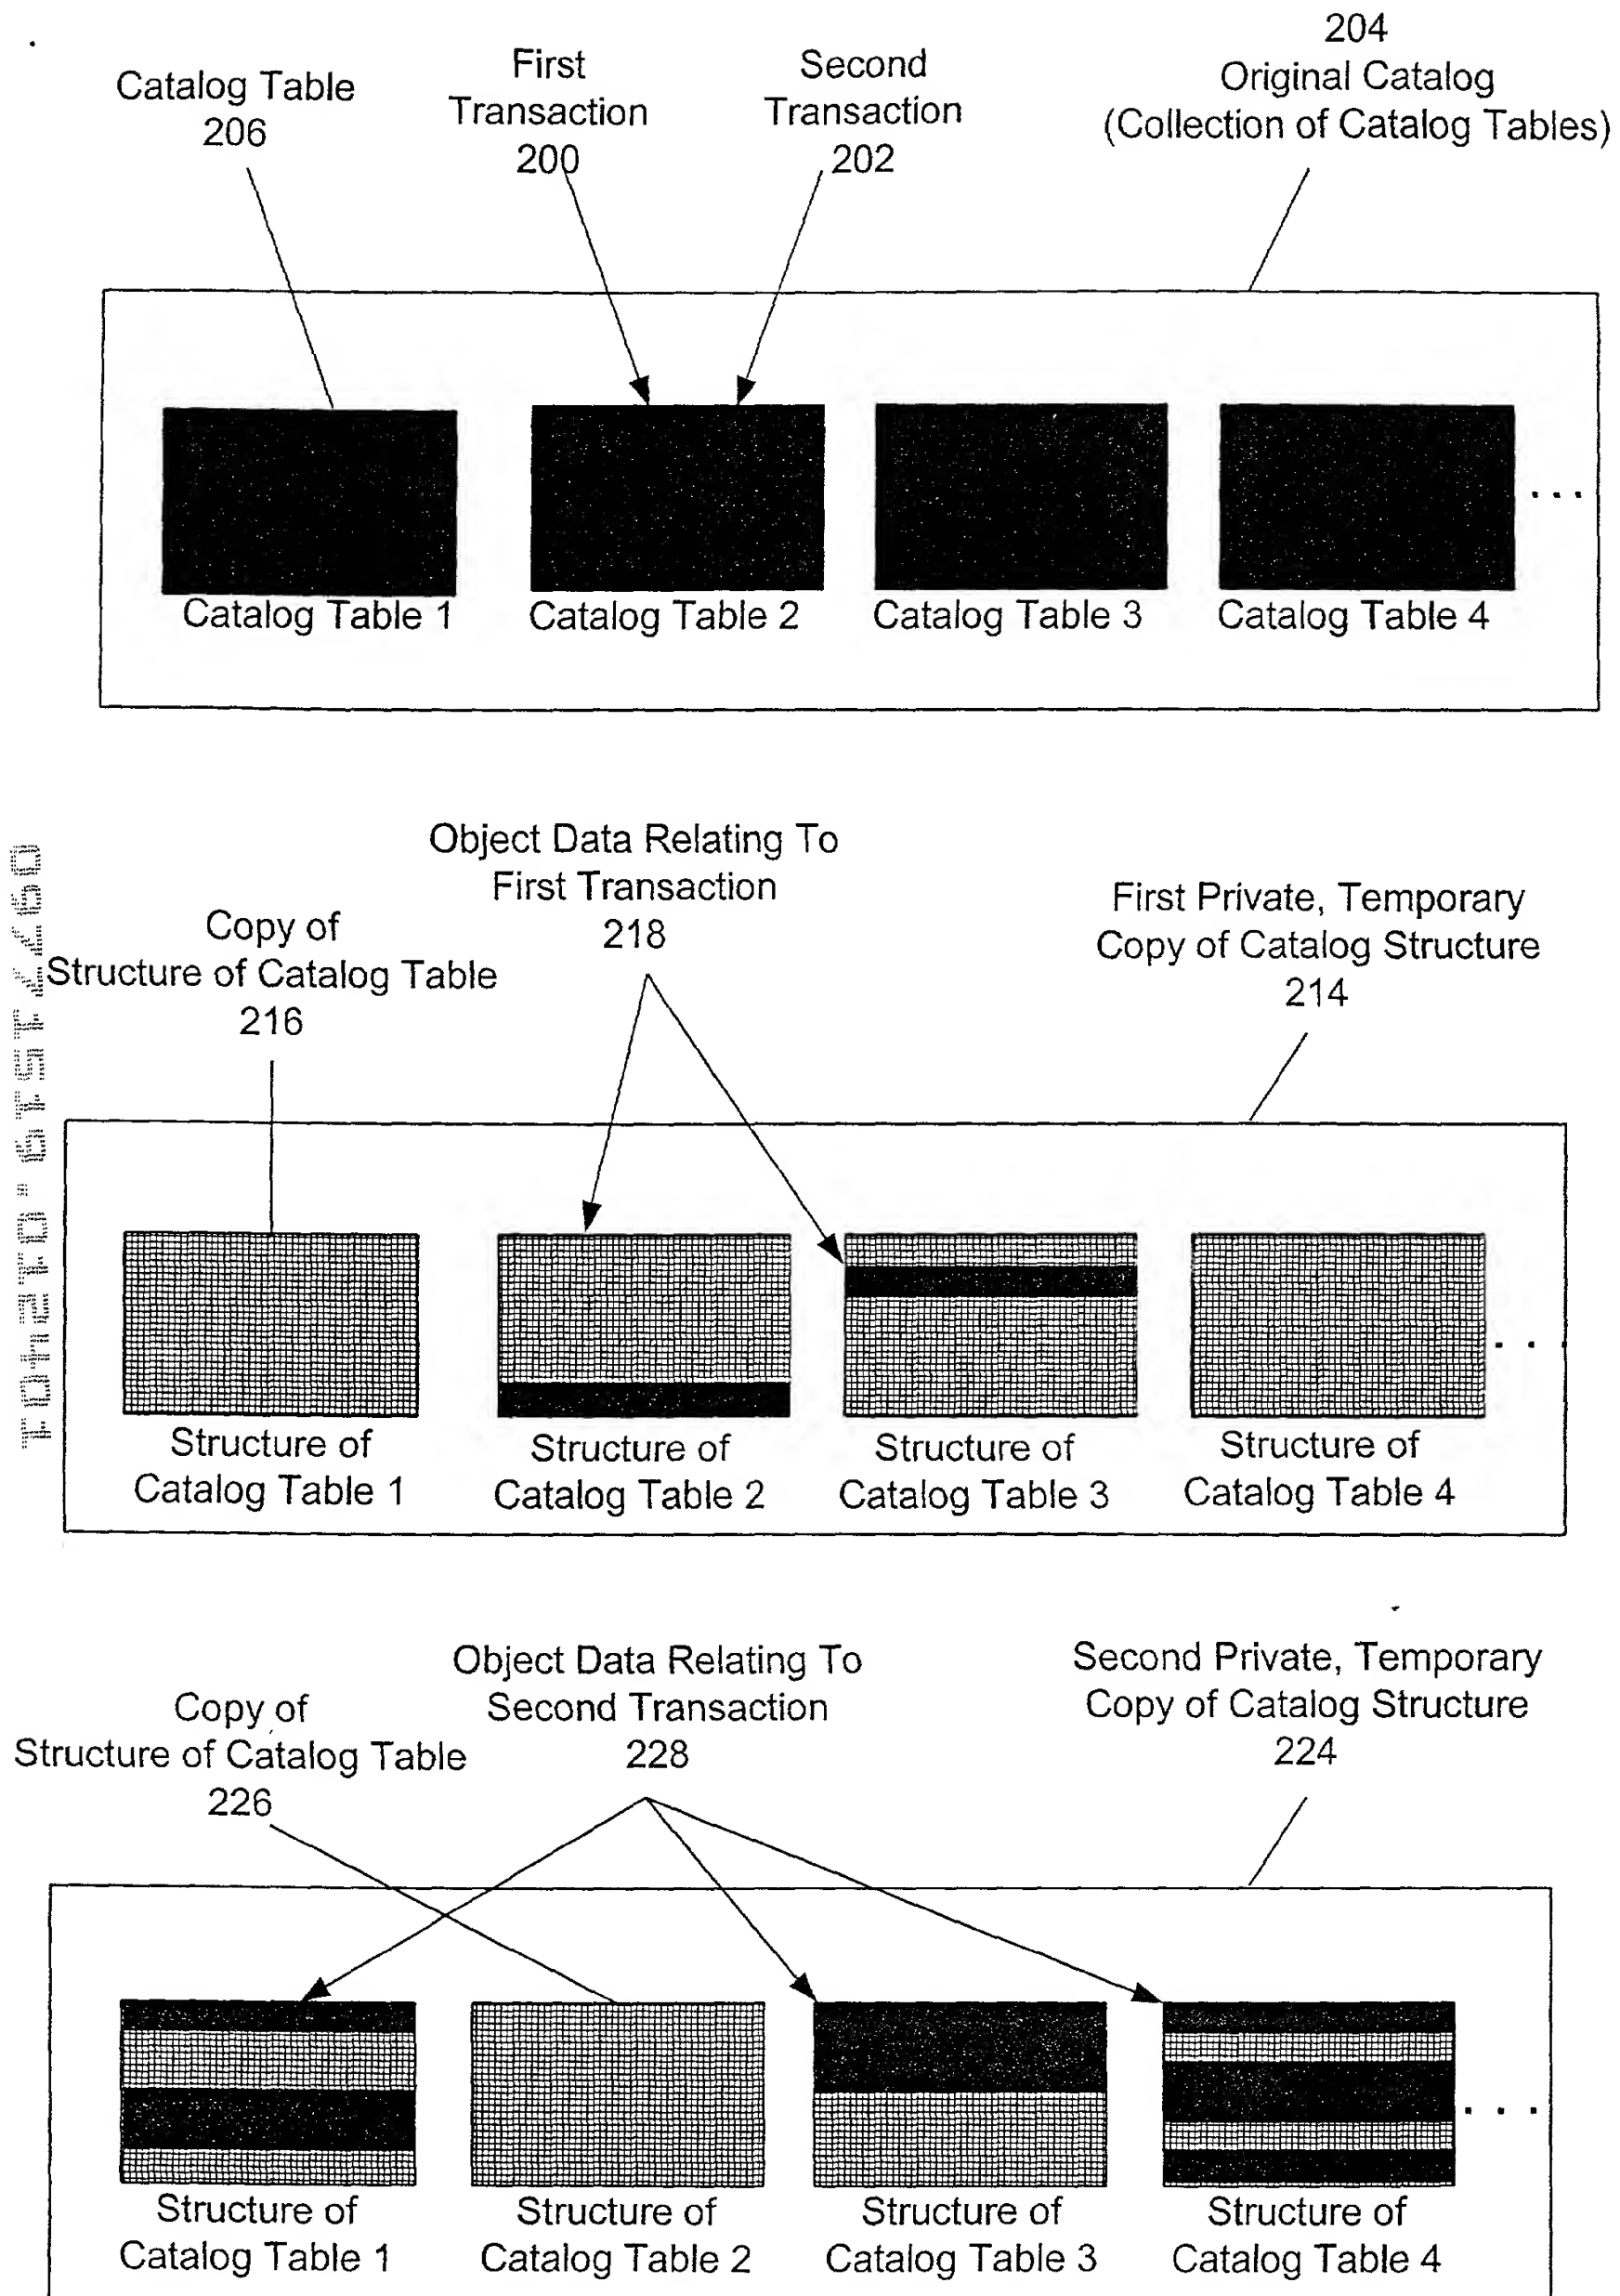 204
Original Catalog
(Collection of Catalog Tables)
First
Transaction
200
Second
Transaction
202
Catalog Table
206
Catalog Table 1
Catalog Table 2
Catalog Table 3
Catalog Table 4
...
Object Data Relating To
First Transaction
218
First Private, Temporary
Copy of Catalog Structure
214
Copy of
Structure of Catalog Table
216
Structure of
Catalog Table 1
Structure of
Catalog Table 2
Structure of
Catalog Table 3
Structure of
Catalog Table 4
...
Object Data Relating To
Second Transaction
228
Second Private, Temporary
Copy of Catalog Structure
224
Copy of
Structure of Catalog Table
226
Structure of
Catalog Table 1
Structure of
Catalog Table 2
Structure of
Catalog Table 3
Structure of
Catalog Table 4
...